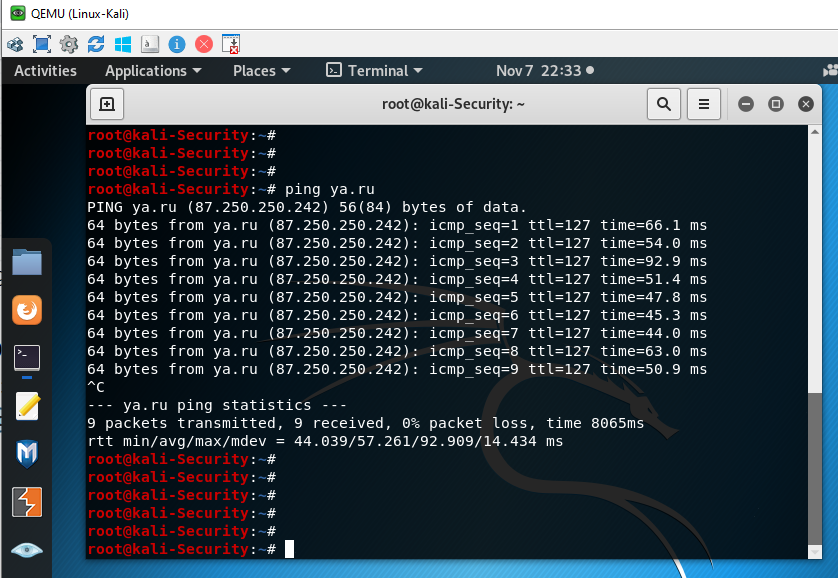 QEMU (Linux-Kali)
Activities Applications Places Terminal Nov 7 22:33
root@kali-Security: ~
root@kali-Security:~#
root@kali-Security:~#
root@kali-Security:~#
root@kali-Security:~# ping ya.ru
PING ya.ru (87.250.250.242) 56(84) bytes of data.
64 bytes from ya.ru (87.250.250.242): icmp_seq=1 ttl=127 time=66.1 ms
64 bytes from ya.ru (87.250.250.242): icmp_seq=2 ttl=127 time=54.0 ms
64 bytes from ya.ru (87.250.250.242): icmp_seq=3 ttl=127 time=92.9 ms
64 bytes from ya.ru (87.250.250.242): icmp_seq=4 ttl=127 time=51.4 ms
64 bytes from ya.ru (87.250.250.242): icmp_seq=5 ttl=127 time=47.8 ms
64 bytes from ya.ru (87.250.250.242): icmp_seq=6 ttl=127 time=45.3 ms
64 bytes from ya.ru (87.250.250.242): icmp_seq=7 ttl=127 time=44.0 ms
64 bytes from ya.ru (87.250.250.242): icmp_seq=8 ttl=127 time=63.0 ms
64 bytes from ya.ru (87.250.250.242): icmp_seq=9 ttl=127 time=50.9 ms
^C
--- ya.ru ping statistics ---
9 packets transmitted, 9 received, 0% packet loss, time 8065ms
rtt min/avg/max/mdev = 44.039/57.261/92.909/14.434 ms
root@kali-Security:~#
root@kali-Security:~#
root@kali-Security:~#
root@kali-Security:~#
root@kali-Security:~#
root@kali-Security:~#